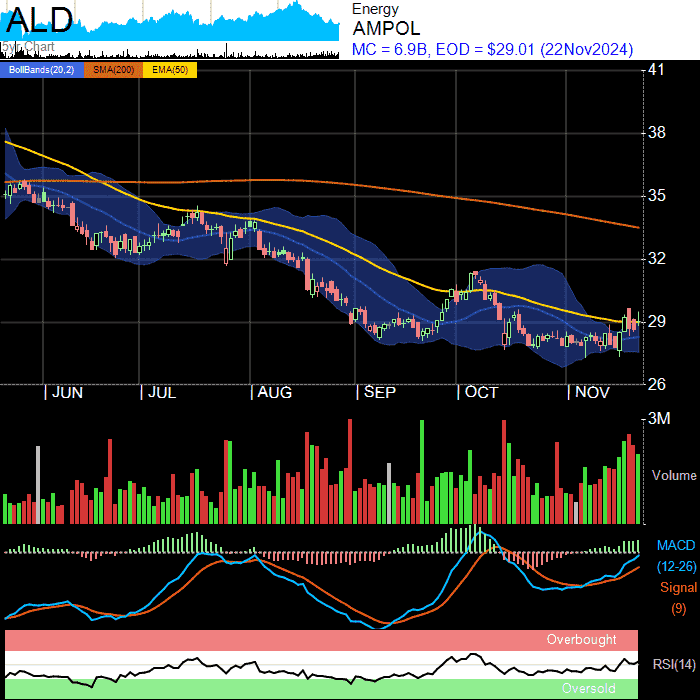 ALD
5yr Chart
Energy
AMPOL
MC = 6.9B, EOD = $29.01 (22Nov2024)
BollBands(20,2) SMA(200) EMA(50)
41
38
35
32
29
26
| JUN | JUL | AUG | SEP | OCT | NOV
3M
Volume
MACD
(12-26)
Signal
(9)
Overbought
RSI(14)
Oversold